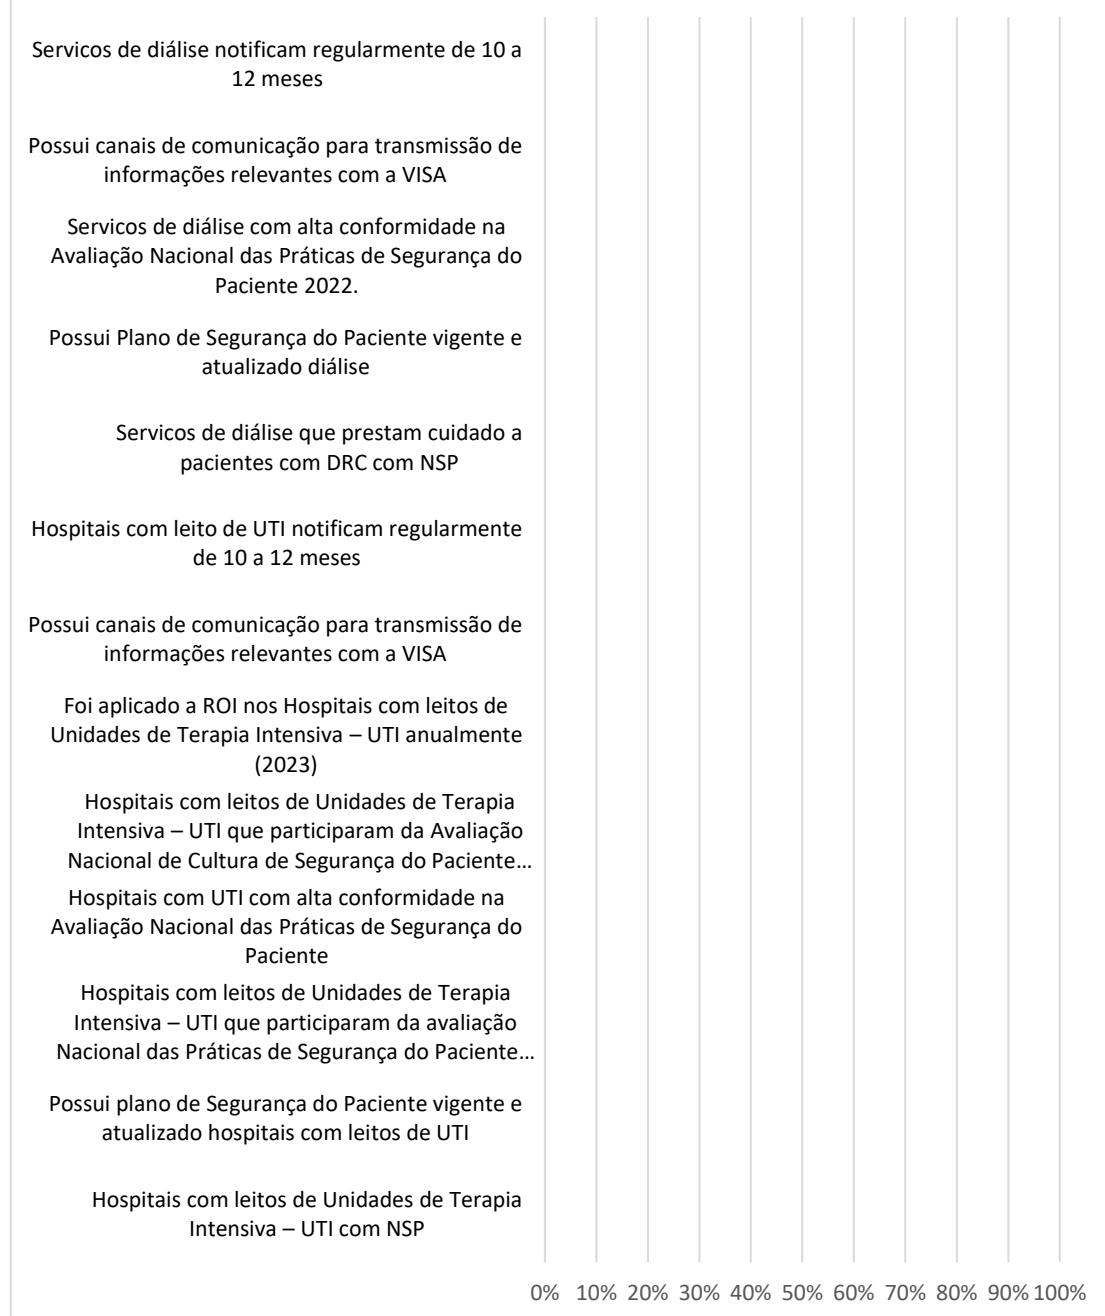 Servicos de diálise notificam regularmente de 10 a
12 meses
Possui canais de comunicação para transmissão de
informações relevantes com a VISA
Servicos de diálise com alta conformidade na
Avaliação Nacional das Práticas de Segurança do
Paciente 2022.
Possui Plano de Segurança do Paciente vigente e
atualizado diálise
Servicos de diálise que prestam cuidado a
pacientes com DRC com NSP
Hospitais com leito de UTI notificam regularmente
de 10 a 12 meses
Possui canais de comunicação para transmissão de
informações relevantes com a VISA
Foi aplicado a ROI nos Hospitais com leitos de
Unidades de Terapia Intensiva – UTI anualmente
(2023)
Hospitais com leitos de Unidades de Terapia
Intensiva – UTI que participaram da Avaliação
Nacional de Cultura de Segurança do Paciente...
Hospitais com UTI com alta conformidade na
Avaliação Nacional das Práticas de Segurança do
Paciente
Hospitais com leitos de Unidades de Terapia
Intensiva – UTI que participaram da avaliação
Nacional das Práticas de Segurança do Paciente...
Possui plano de Segurança do Paciente vigente e
atualizado hospitais com leitos de UTI
Hospitais com leitos de Unidades de Terapia
Intensiva – UTI com NSP
0% 10% 20% 30% 40% 50% 60% 70% 80% 90% 100%